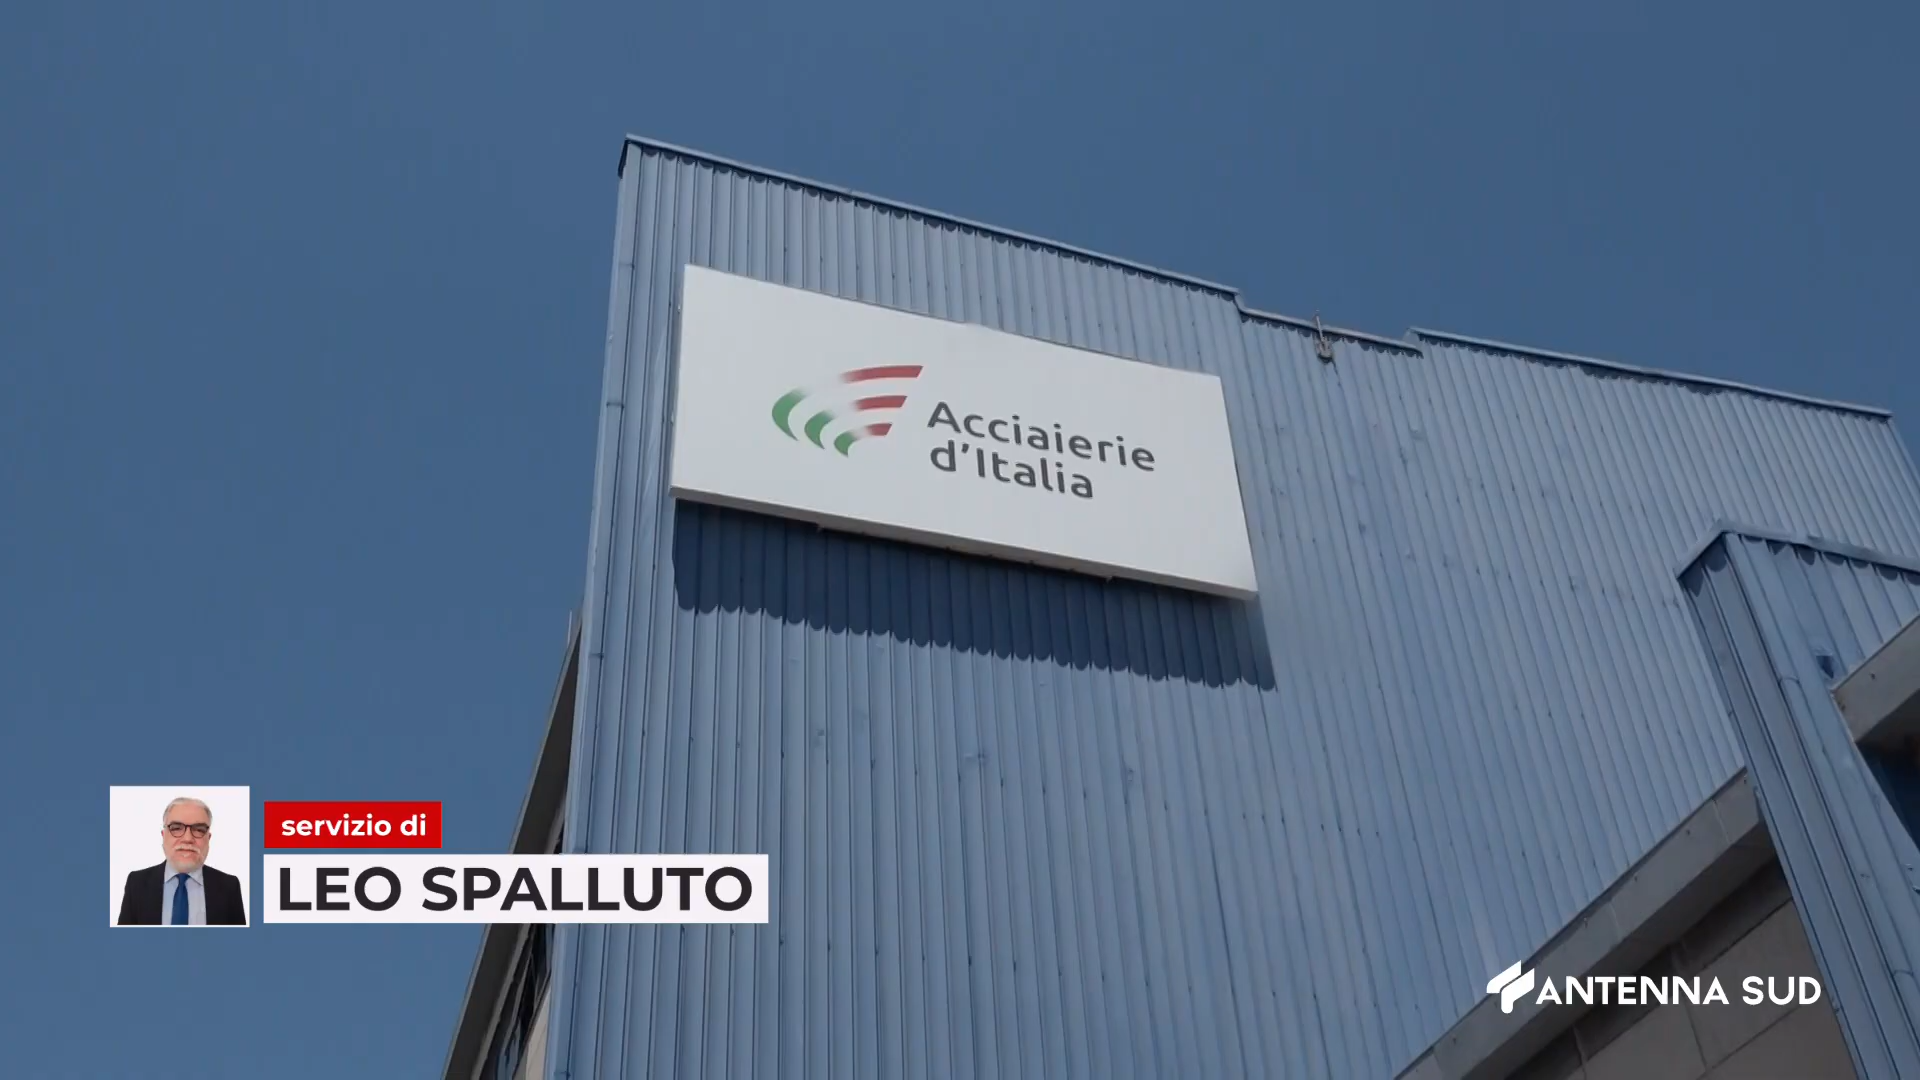 Acciaierie
d'Italia
servizio di
LEO SPALLUTO
ANTENNA SUD